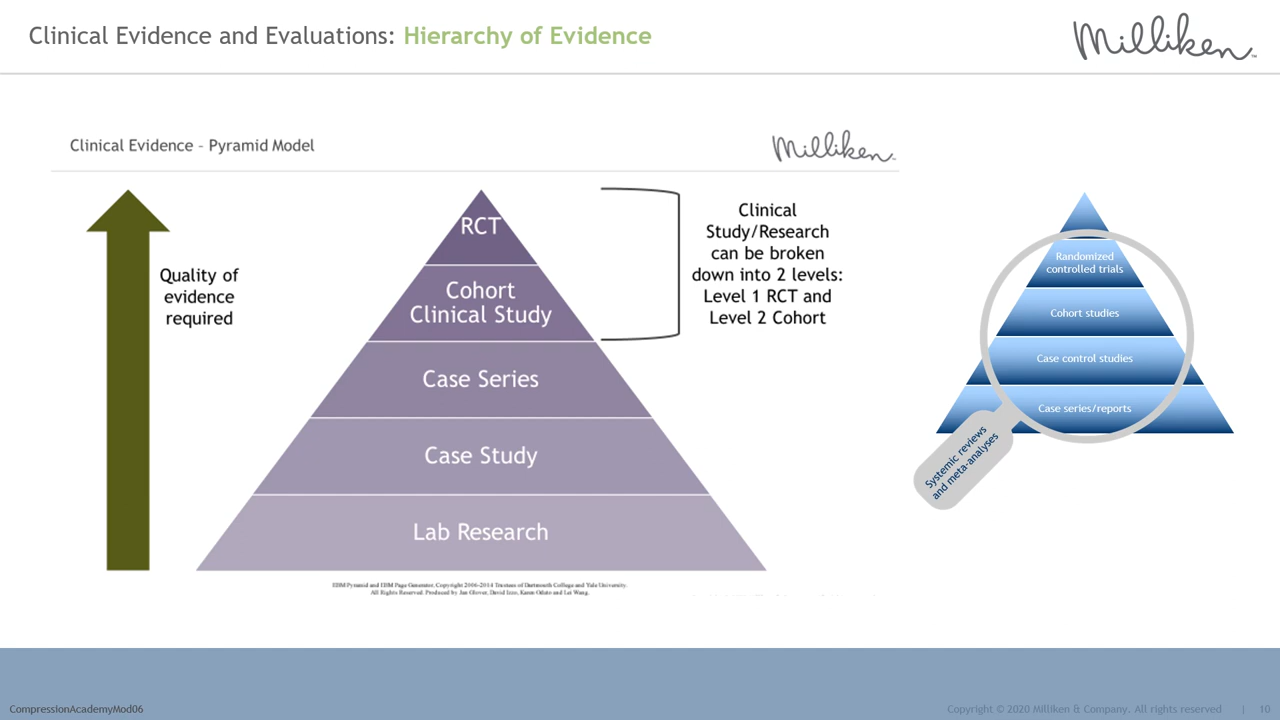 Clinical Evidence and Evaluations: Hierarchy of Evidence
Milliken™
Clinical Evidence – Pyramid Model
Milliken
Quality of
evidence
required
RCT
Cohort
Clinical Study
Case Series
Case Study
Lab Research
Clinical
Study/Research
can be broken
down into 2 levels:
Level 1 RCT and
Level 2 Cohort
Randomized
controlled trials
Cohort studies
Case control studies
Case series/reports
Systemic reviews
and meta-analyses
EBM Pyramid and EBM Page Generator, Copyright 2006-2014 Trustees of Dartmouth College and Yale University.
All Rights Reserved. Produced by Jan Glover, David Izzo, Karen Odato and Lei Wang.
CompressionAcademyMod06
Copyright © 2020 Milliken & Company. All rights reserved | 10